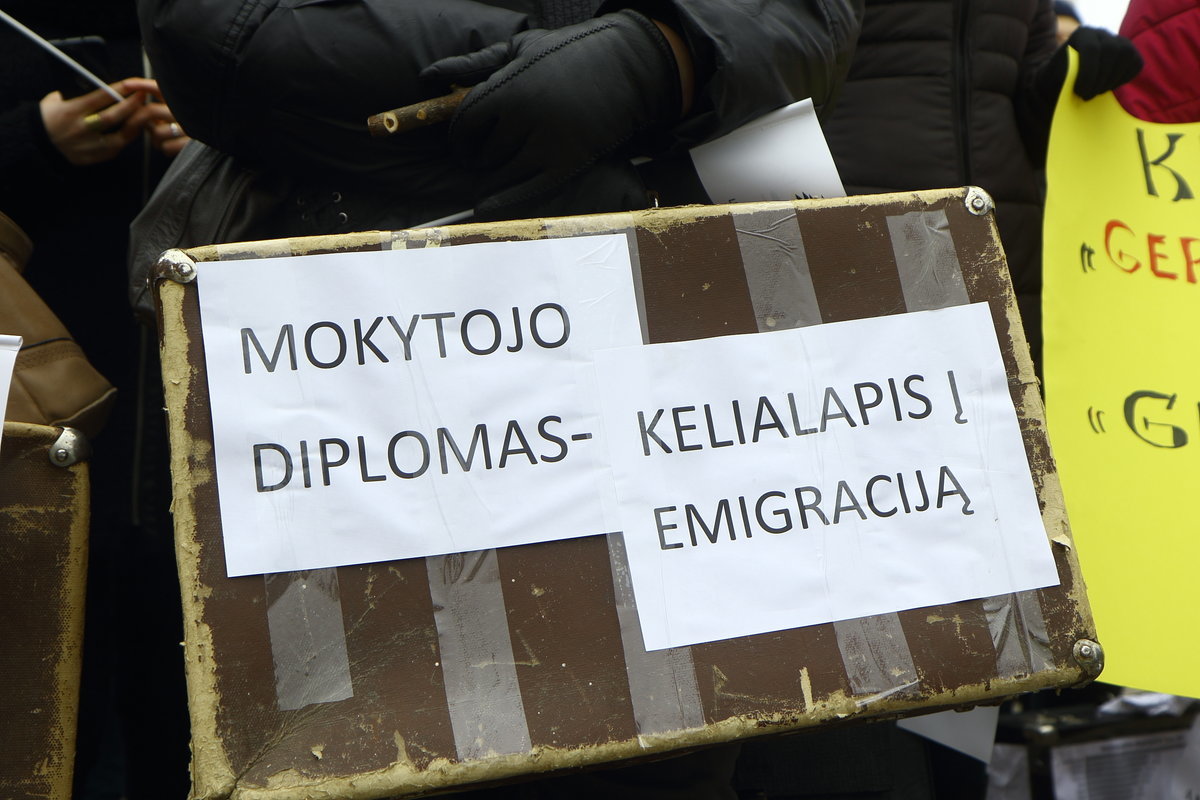 MOKYTOJO
DIPLOMAS-
KELIALAPIS Į
EMIGRACIJĄ